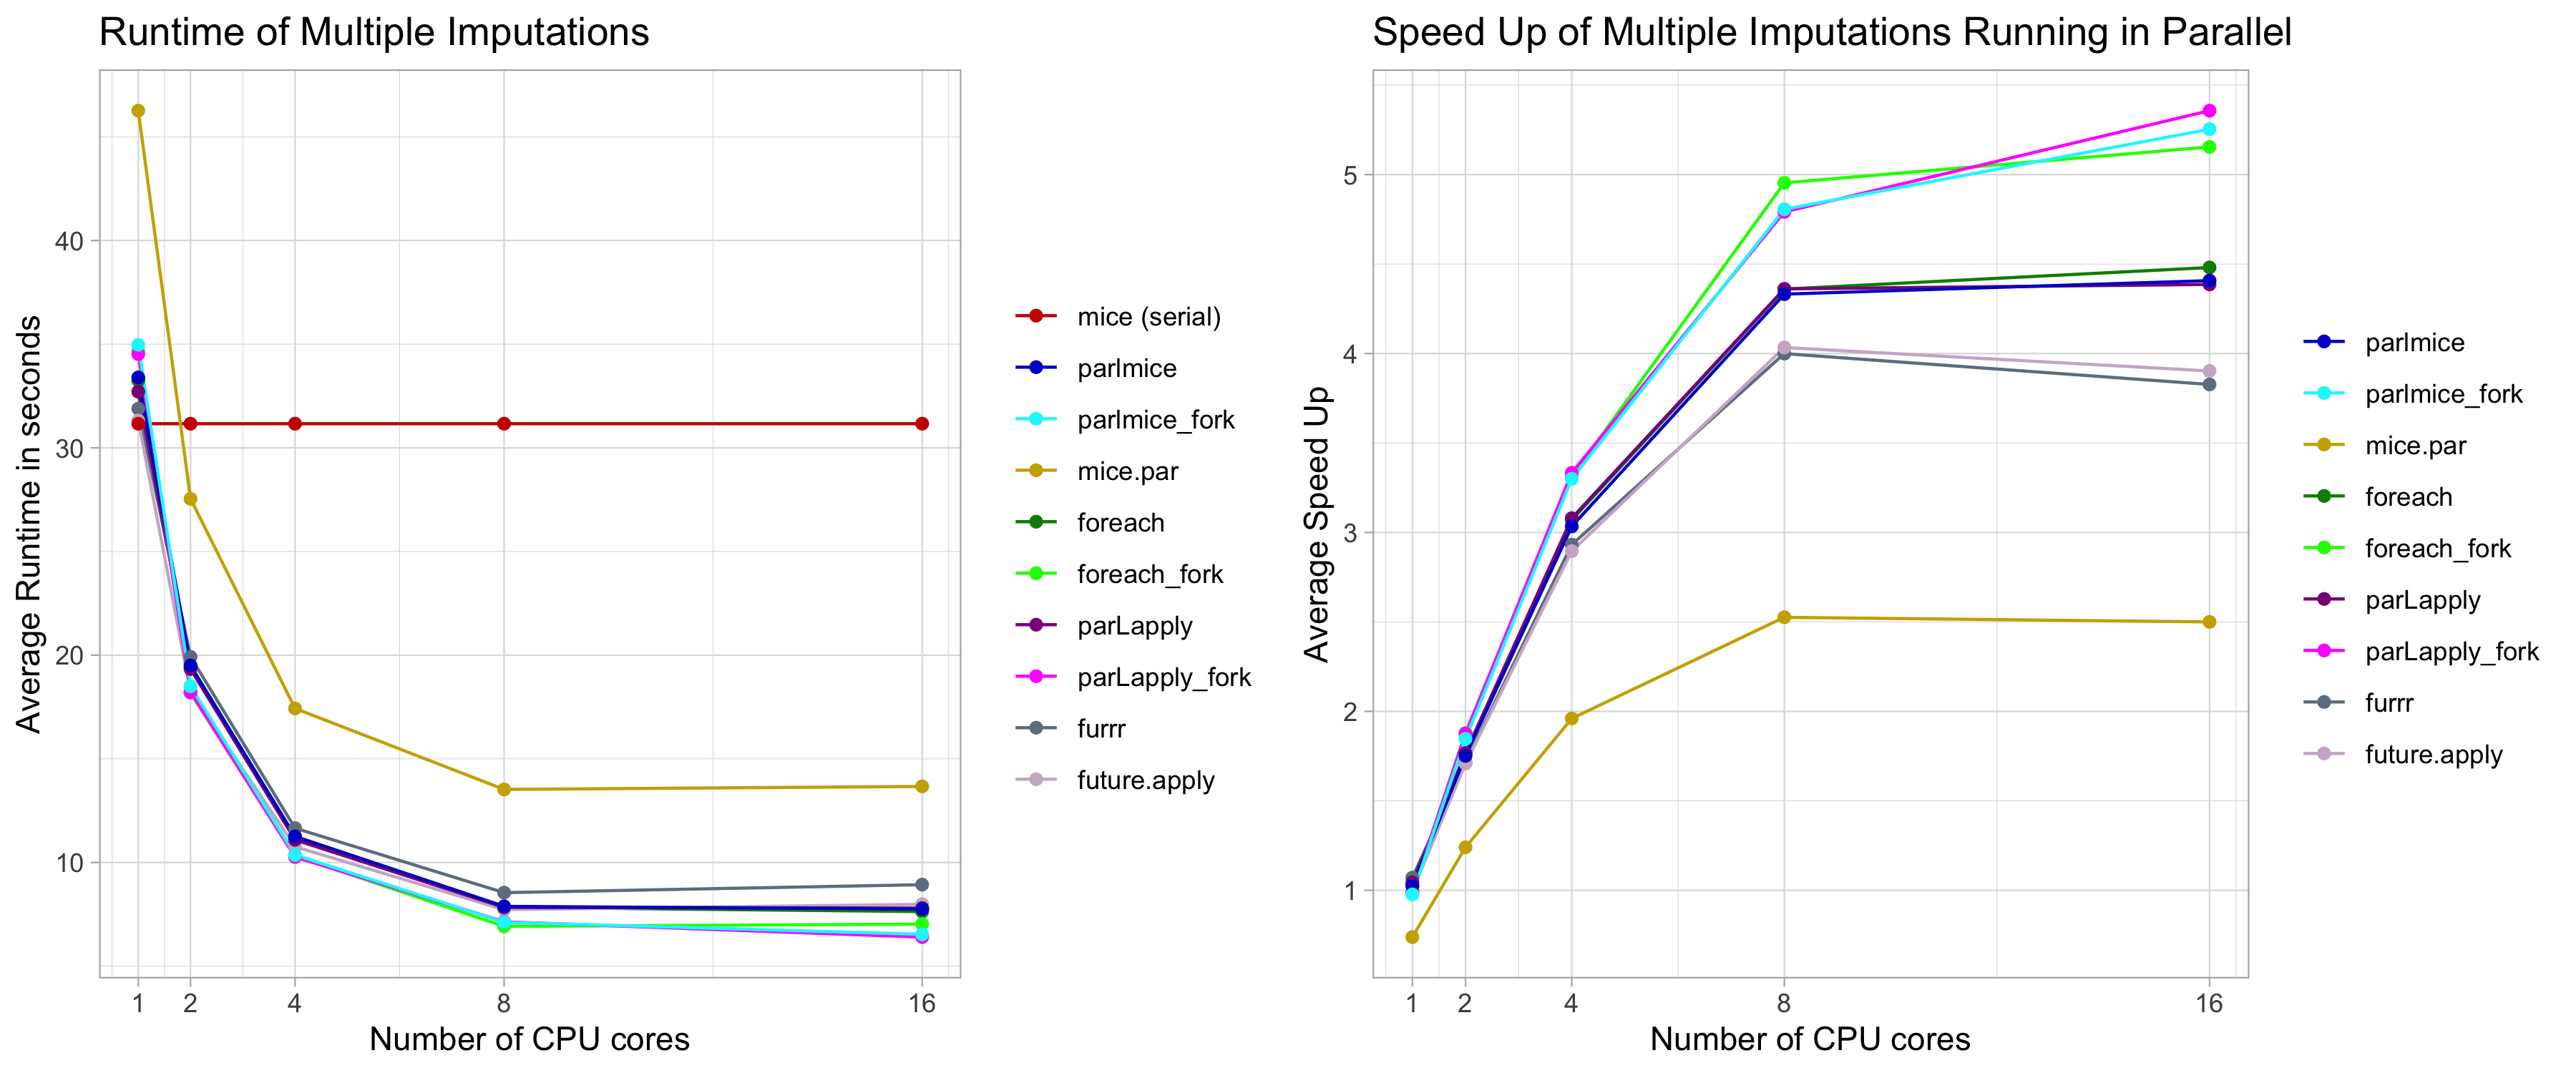 Runtime of Multiple Imputations
Average Runtime in seconds
40
30
20
10
1 2 4 8 16
Number of CPU cores
mice (serial)
parlmice
parlmice_fork
mice.par
foreach
foreach_fork
parLapply
parLapply_fork
furrr
future.apply
Speed Up of Multiple Imputations Running in Parallel
Average Speed Up
5
4
3
2
1
1 2 4 8 16
Number of CPU cores
parlmice
parlmice_fork
mice.par
foreach
foreach_fork
parLapply
parLapply_fork
furrr
future.apply